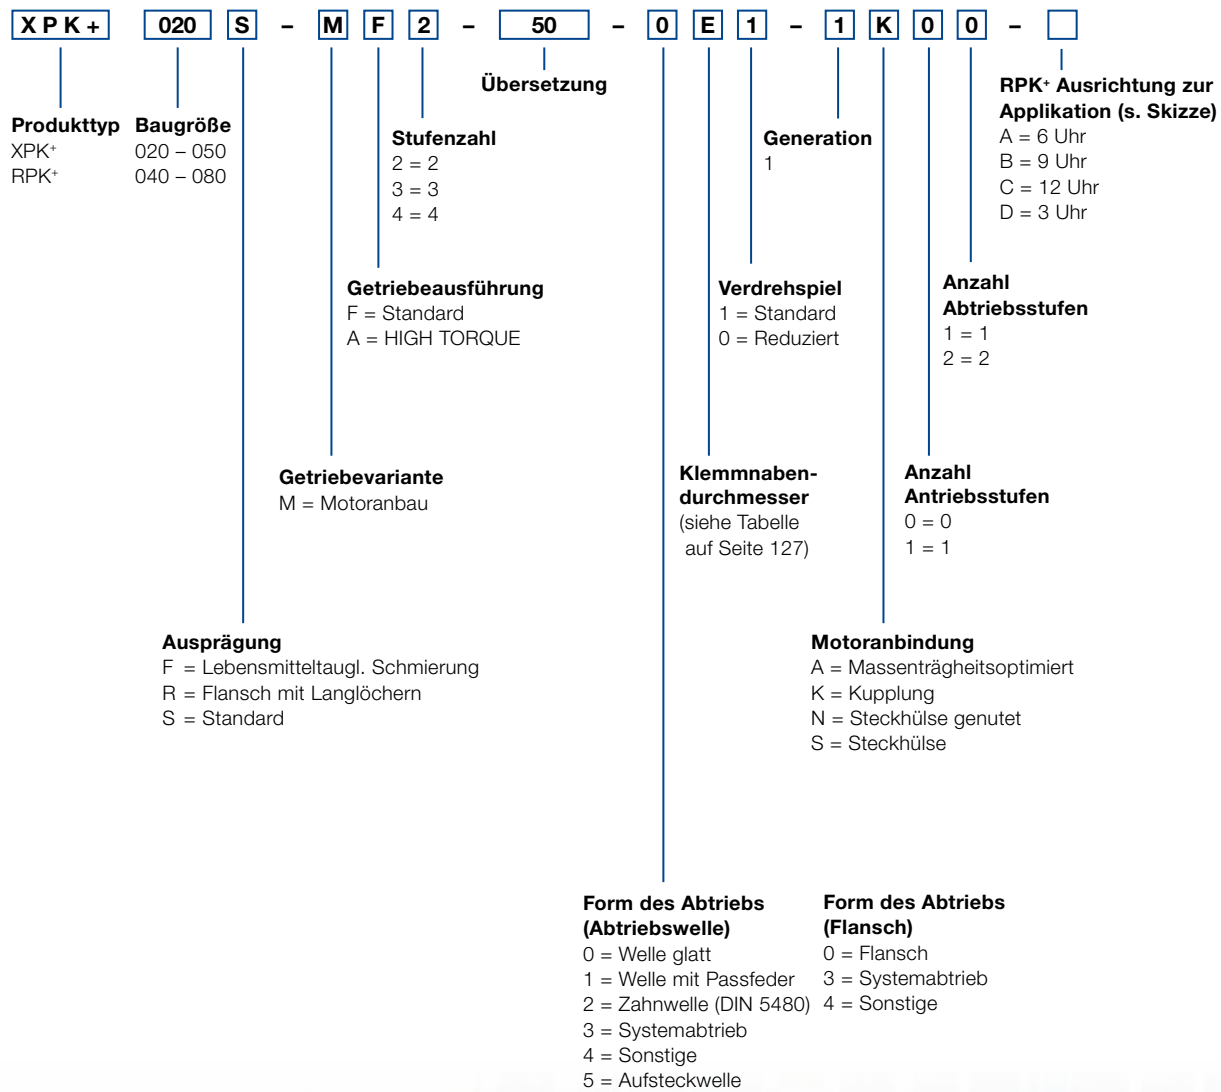 XPK+ 020 S – M F 2 – 50 – 0 E 1 – 1 K 0 0 –
Produkttyp
XPK+
RPK+
Baugröße
020 – 050
040 – 080
Ausprägung
F = Lebensmitteltaugl. Schmierung
R = Flansch mit Langlöchern
S = Standard
Getriebevariante
M = Motoranbau
Getriebeausführung
F = Standard
A = HIGH TORQUE
Stufenzahl
2 = 2
3 = 3
4 = 4
Übersetzung
Form des Abtriebs
(Abtriebswelle)
0 = Welle glatt
1 = Welle mit Passfeder
2 = Zahnwelle (DIN 5480)
3 = Systemabtrieb
4 = Sonstige
5 = Aufsteckwelle
Form des Abtriebs
(Flansch)
0 = Flansch
3 = Systemabtrieb
4 = Sonstige
Klemmnaben-
durchmesser
(siehe Tabelle
auf Seite 127)
Verdrehspiel
1 = Standard
0 = Reduziert
Generation
1
Motoranbindung
A = Massenträgheitsoptimiert
K = Kupplung
N = Steckhülse genutet
S = Steckhülse
Anzahl
Antriebsstufen
0 = 0
1 = 1
Anzahl
Abtriebsstufen
1 = 1
2 = 2
RPK+ Ausrichtung zur
Applikation (s. Skizze)
A = 6 Uhr
B = 9 Uhr
C = 12 Uhr
D = 3 Uhr